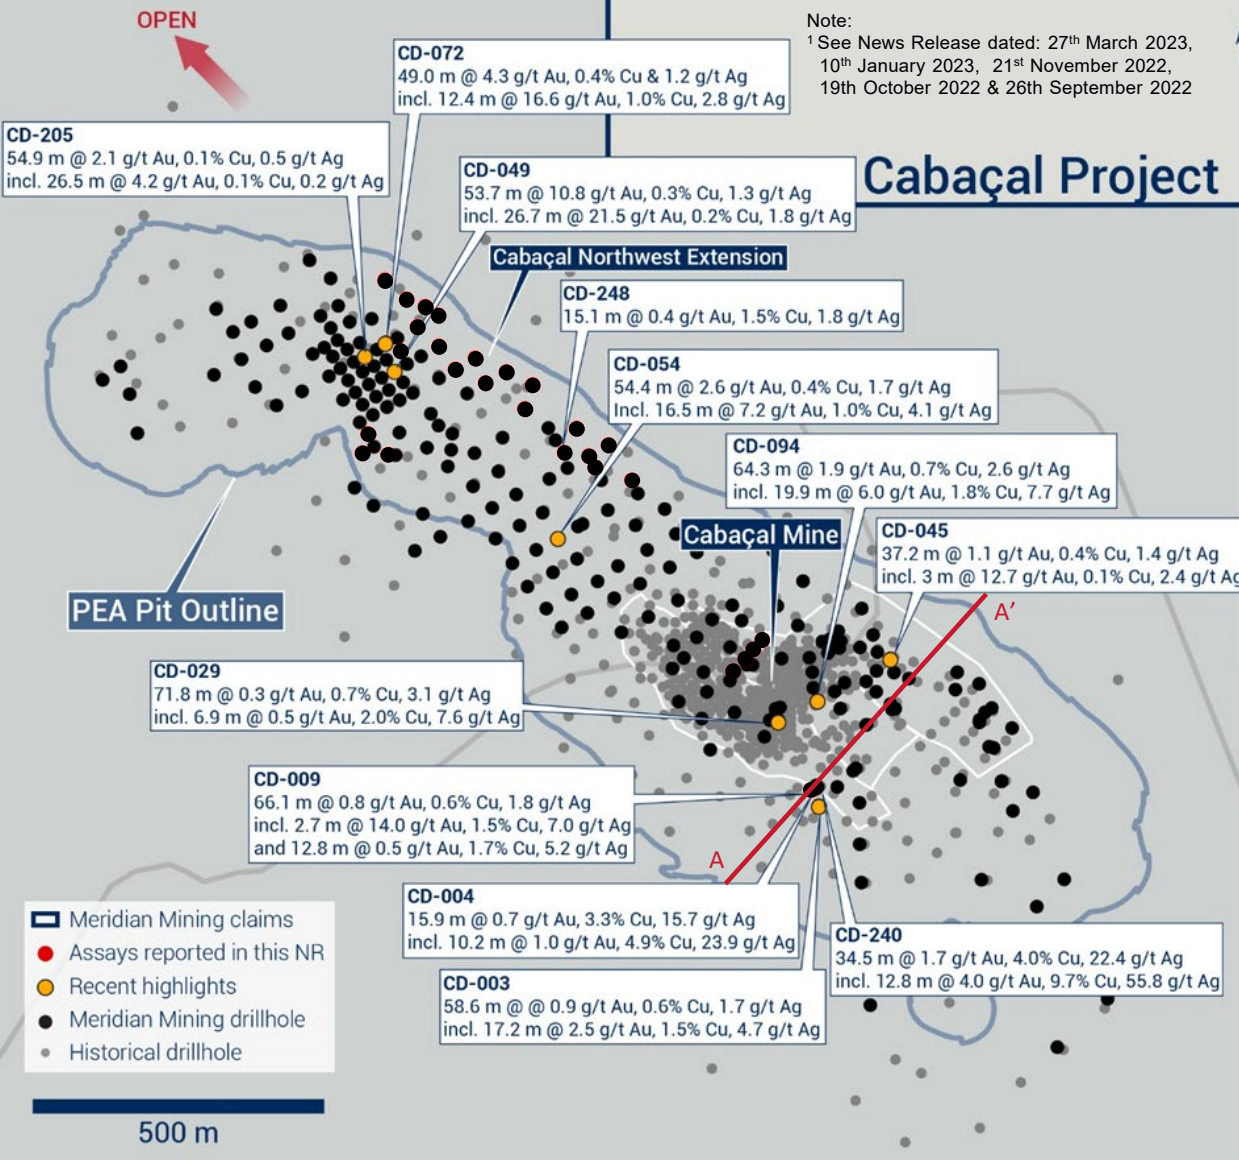 OPEN
Note:
¹ See News Release dated: 27th March 2023,
10th January 2023, 21st November 2022,
19th October 2022 & 26th September 2022
Cabaçal Project
CD-072
49.0 m @ 4.3 g/t Au, 0.4% Cu & 1.2 g/t Ag
incl. 12.4 m @ 16.6 g/t Au, 1.0% Cu, 2.8 g/t Ag
CD-205
54.9 m @ 2.1 g/t Au, 0.1% Cu, 0.5 g/t Ag
incl. 26.5 m @ 4.2 g/t Au, 0.1% Cu, 0.2 g/t Ag
CD-049
53.7 m @ 10.8 g/t Au, 0.3% Cu, 1.3 g/t Ag
incl. 26.7 m @ 21.5 g/t Au, 0.2% Cu, 1.8 g/t Ag
Cabaçal Northwest Extension
CD-248
15.1 m @ 0.4 g/t Au, 1.5% Cu, 1.8 g/t Ag
CD-054
54.4 m @ 2.6 g/t Au, 0.4% Cu, 1.7 g/t Ag
Incl. 16.5 m @ 7.2 g/t Au, 1.0% Cu, 4.1 g/t Ag
CD-094
64.3 m @ 1.9 g/t Au, 0.7% Cu, 2.6 g/t Ag
incl. 19.9 m @ 6.0 g/t Au, 1.8% Cu, 7.7 g/t Ag
Cabaçal Mine
CD-045
37.2 m @ 1.1 g/t Au, 0.4% Cu, 1.4 g/t Ag
incl. 3 m @ 12.7 g/t Au, 0.1% Cu, 2.4 g/t Ag
PEA Pit Outline
A'
CD-029
71.8 m @ 0.3 g/t Au, 0.7% Cu, 3.1 g/t Ag
incl. 6.9 m @ 0.5 g/t Au, 2.0% Cu, 7.6 g/t Ag
CD-009
66.1 m @ 0.8 g/t Au, 0.6% Cu, 1.8 g/t Ag
incl. 2.7 m @ 14.0 g/t Au, 1.5% Cu, 7.0 g/t Ag
and 12.8 m @ 0.5 g/t Au, 1.7% Cu, 5.2 g/t Ag
A
CD-004
15.9 m @ 0.7 g/t Au, 3.3% Cu, 15.7 g/t Ag
incl. 10.2 m @ 1.0 g/t Au, 4.9% Cu, 23.9 g/t Ag
CD-240
34.5 m @ 1.7 g/t Au, 4.0% Cu, 22.4 g/t Ag
incl. 12.8 m @ 4.0 g/t Au, 9.7% Cu, 55.8 g/t Ag
CD-003
58.6 m @ @ 0.9 g/t Au, 0.6% Cu, 1.7 g/t Ag
incl. 17.2 m @ 2.5 g/t Au, 1.5% Cu, 4.7 g/t Ag
Meridian Mining claims
Assays reported in this NR
Recent highlights
Meridian Mining drillhole
Historical drillhole
500 m